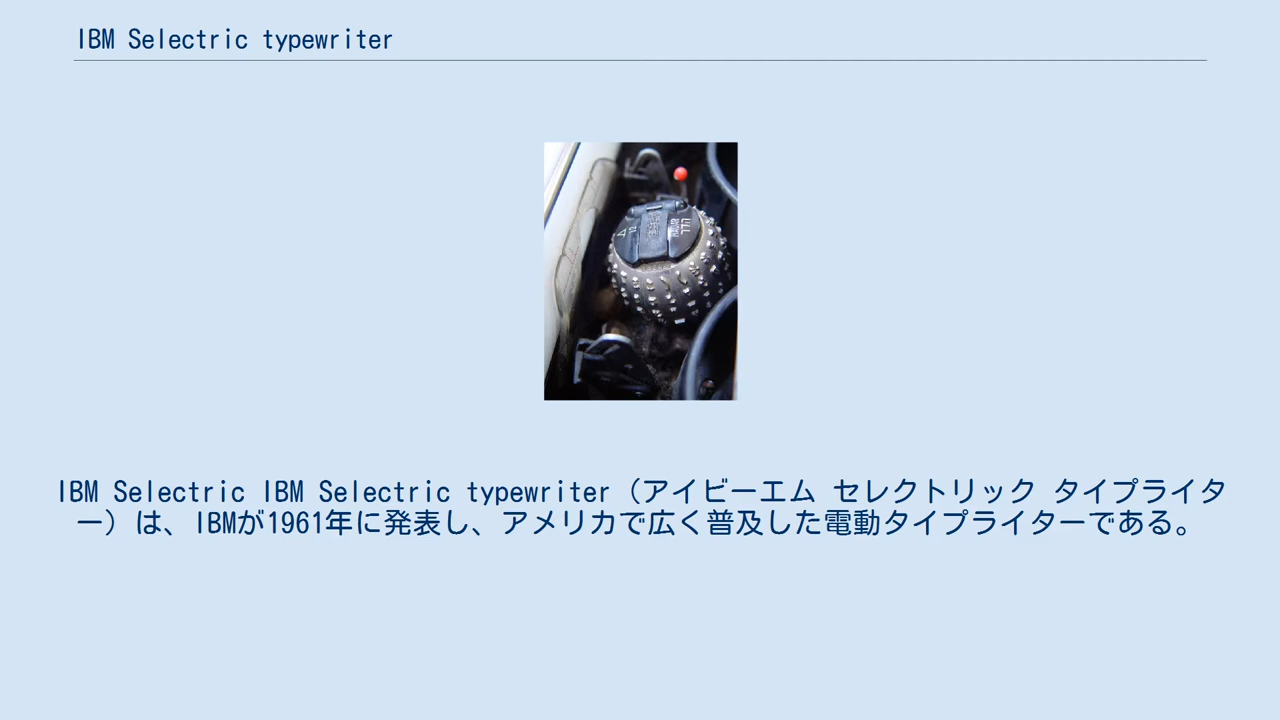 IBM Selectric typewriter
IBM Selectric IBM Selectric typewriter（アイビーエム セレクトリック タイプライタ
ー）は、IBMが1961年に発表し、アメリカで広く普及した電動タイプライターである。